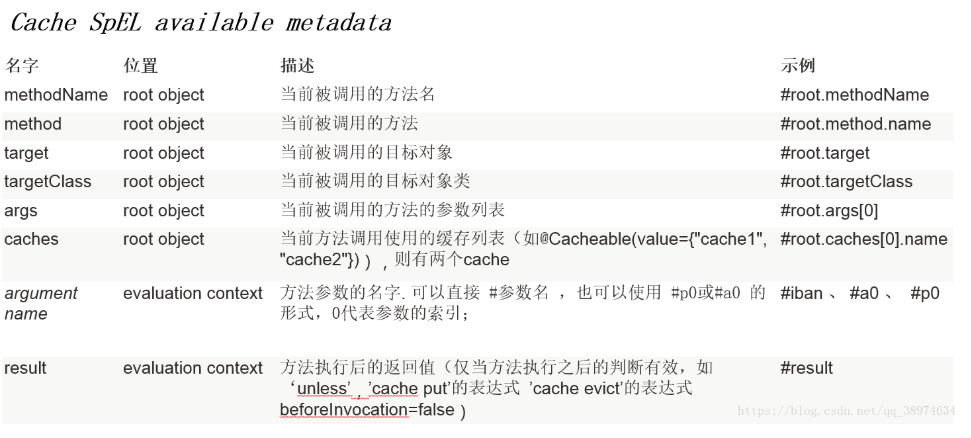 Cache SpEL available metadata
名字 位置 描述 示例
methodName root object 当前被调用的方法名 #root.methodName
method root object 当前被调用的方法 #root.method.name
target root object 当前被调用的目标对象 #root.target
targetClass root object 当前被调用的目标对象类 #root.targetClass
args root object 当前被调用的方法的参数列表 #root.args[0]
caches root object 当前方法调用使用的缓存列表（如@Cacheable(value={"cache1", #root.caches[0].name
"cache2"})），则有两个cache
argument evaluation context 方法参数的名字. 可以直接 #参数名 ，也可以使用 #p0或#a0 的 #iban 、 #a0 、 #p0
name 形式，0代表参数的索引；
result evaluation context 方法执行后的返回值（仅当方法执行之后的判断有效，如 #result
‘unless’，’cache put’的表达式 ’cache evict’的表达式
beforeInvocation=false）
https://blog.csdn.net/qq_38974634